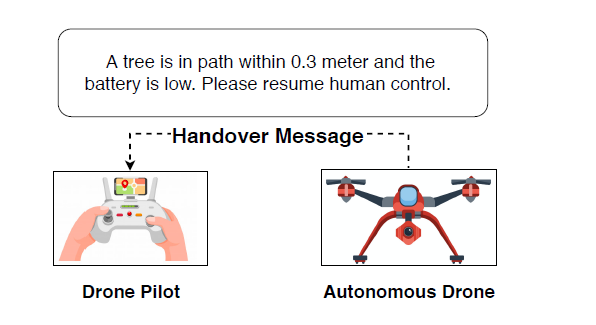 A tree is in path within 0.3 meter and the
battery is low. Please resume human control.
Handover Message
Drone Pilot
Autonomous Drone